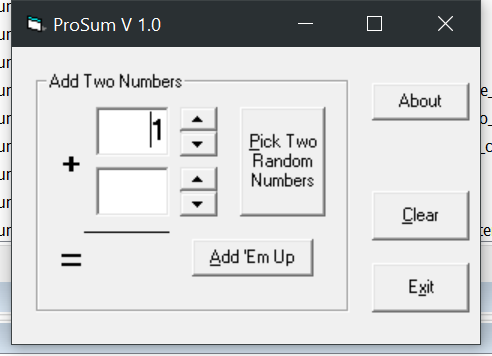 ProSum V 1.0
Add Two Numbers
1
+
=
Pick Two
Random
Numbers
Add 'Em Up
About
Clear
Exit